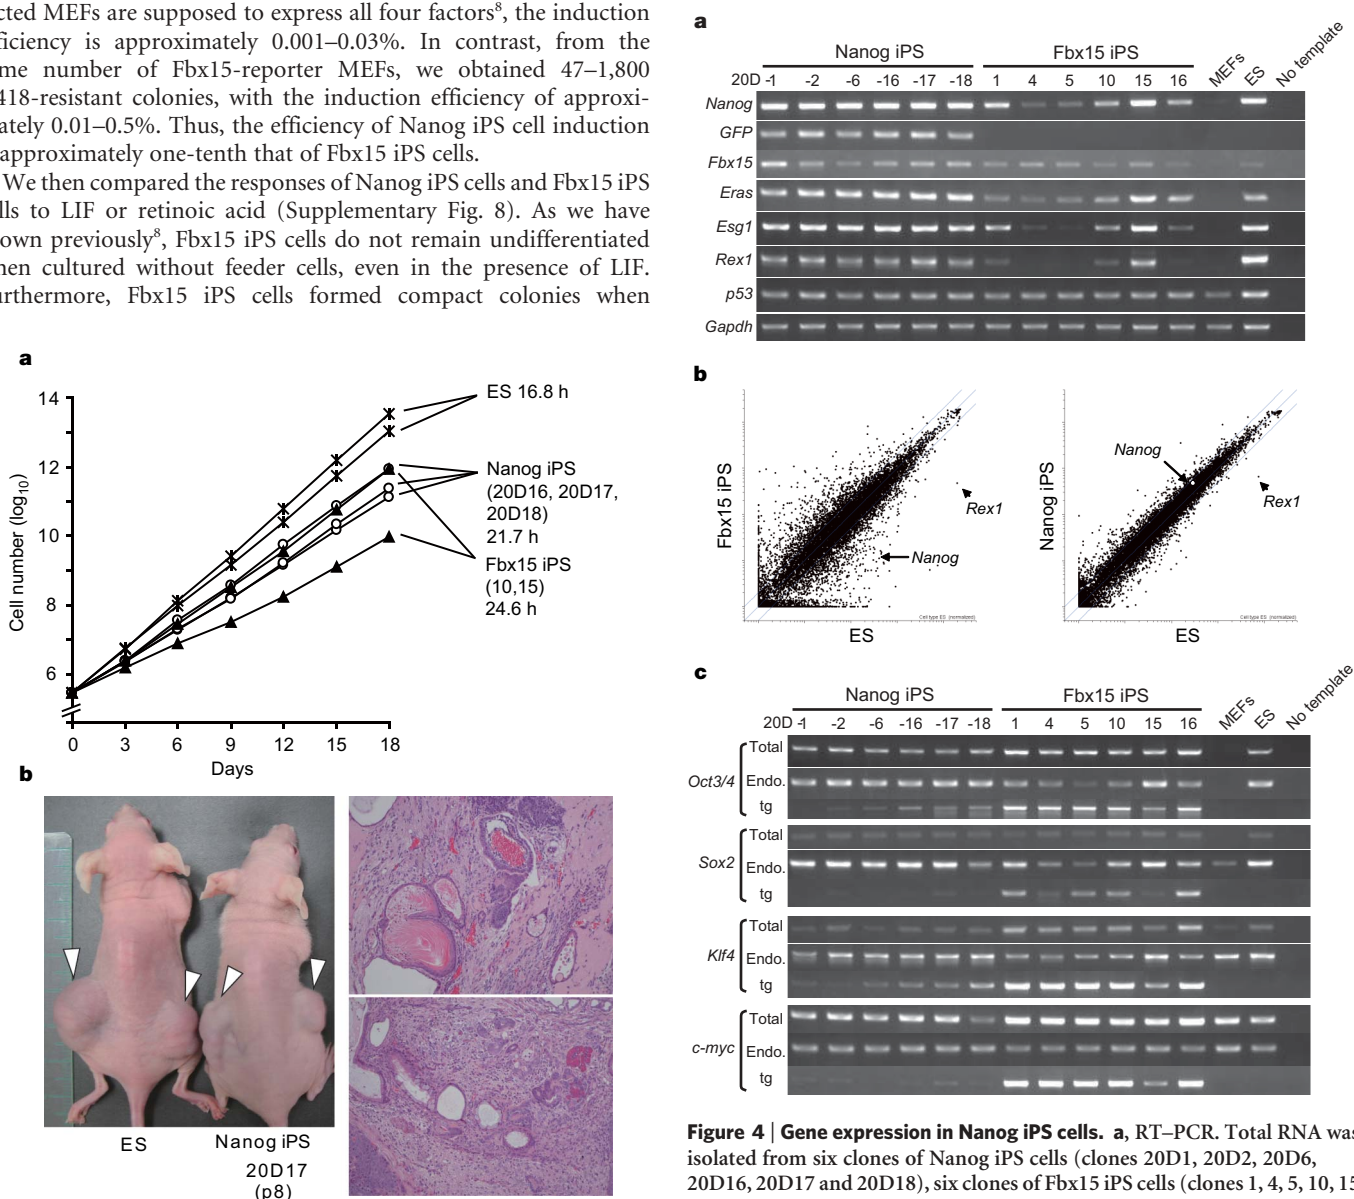 cted MEFs are supposed to express all four factors8, the induction
ficiency is approximately 0.001–0.03%. In contrast, from the
me number of Fbx15-reporter MEFs, we obtained 47–1,800
418-resistant colonies, with the induction efficiency of approxi-
ately 0.01–0.5%. Thus, the efficiency of Nanog iPS cell induction
approximately one-tenth that of Fbx15 iPS cells.
We then compared the responses of Nanog iPS cells and Fbx15 iPS
lls to LIF or retinoic acid (Supplementary Fig. 8). As we have
own previously8, Fbx15 iPS cells do not remain undifferentiated
hen cultured without feeder cells, even in the presence of LIF.
urthermore, Fbx15 iPS cells formed compact colonies when
a
14
12
10
8
6
Cell number (log10)
0 3 6 9 12 15 18
Days
ES 16.8 h
Nanog iPS
(20D16, 20D17,
20D18)
21.7 h
Fbx15 iPS
(10,15)
24.6 h
b
ES
Nanog iPS
20D17
(p8)
a
Nanog iPS Fbx15 iPS
20D -1 -2 -6 -16 -17 -18 1 4 5 10 15 16 MEFs ES No template
Nanog
GFP
Fbx15
Eras
Esg1
Rex1
p53
Gapdh
b
Fbx15 iPS
Rex1
Nanog
Cell type ES (normalized)
ES
Nanog iPS
Nanog
Rex1
Cell type ES (normalized)
ES
c
Nanog iPS Fbx15 iPS
20D -1 -2 -6 -16 -17 -18 1 4 5 10 15 16 MEFs ES No template
Oct3/4
Total
Endo.
tg
Sox2
Total
Endo.
tg
Klf4
Total
Endo.
tg
c-myc
Total
Endo.
tg
Figure 4 | Gene expression in Nanog iPS cells. a, RT–PCR. Total RNA was
isolated from six clones of Nanog iPS cells (clones 20D1, 20D2, 20D6,
20D16, 20D17 and 20D18), six clones of Fbx15 iPS cells (clones 1, 4, 5, 10, 15